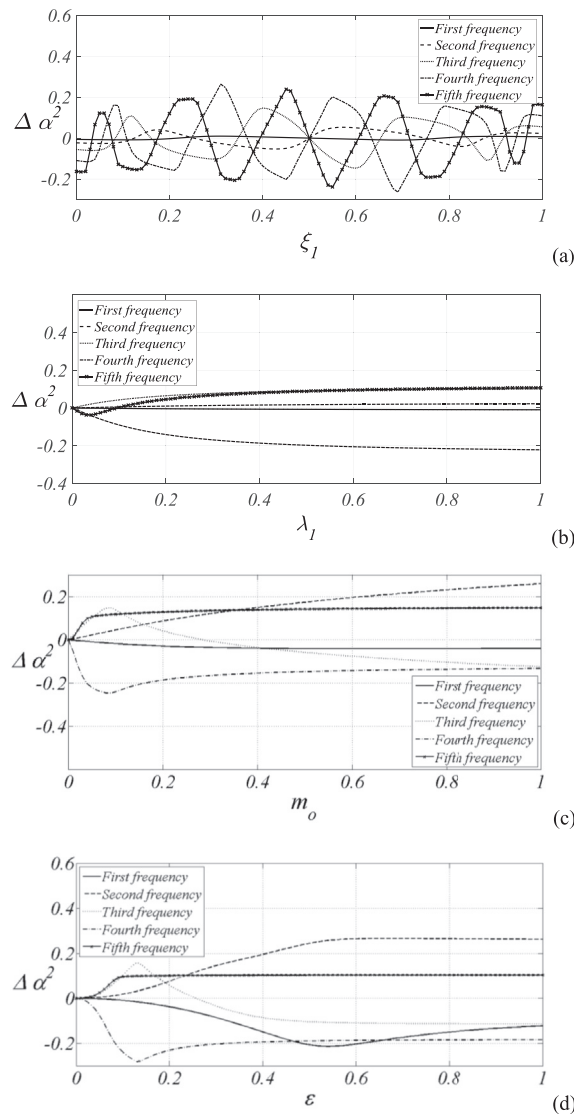 0.6
0.4
0.2
0
-0.2
Δ α²
First frequency
Second frequency
Third frequency
Fourth frequency
Fifth frequency
0 0.2 0.4 0.6 0.8 1
ξ₁
(a)
0.4
0.2
0
-0.2
-0.4
Δ α²
First frequency
Second frequency
Third frequency
Fourth frequency
Fifth frequency
0 0.2 0.4 0.6 0.8 1
λ₁
(b)
0.2
0
-0.2
-0.4
Δ α²
First frequency
Second frequency
Third frequency
Fourth frequency
Fifth frequency
0 0.2 0.4 0.6 0.8 1
mₒ
(c)
0.6
0.4
0.2
0
-0.2
Δ α²
First frequency
Second frequency
Third frequency
Fourth frequency
Fifth frequency
0 0.2 0.4 0.6 0.8 1
ε
(d)